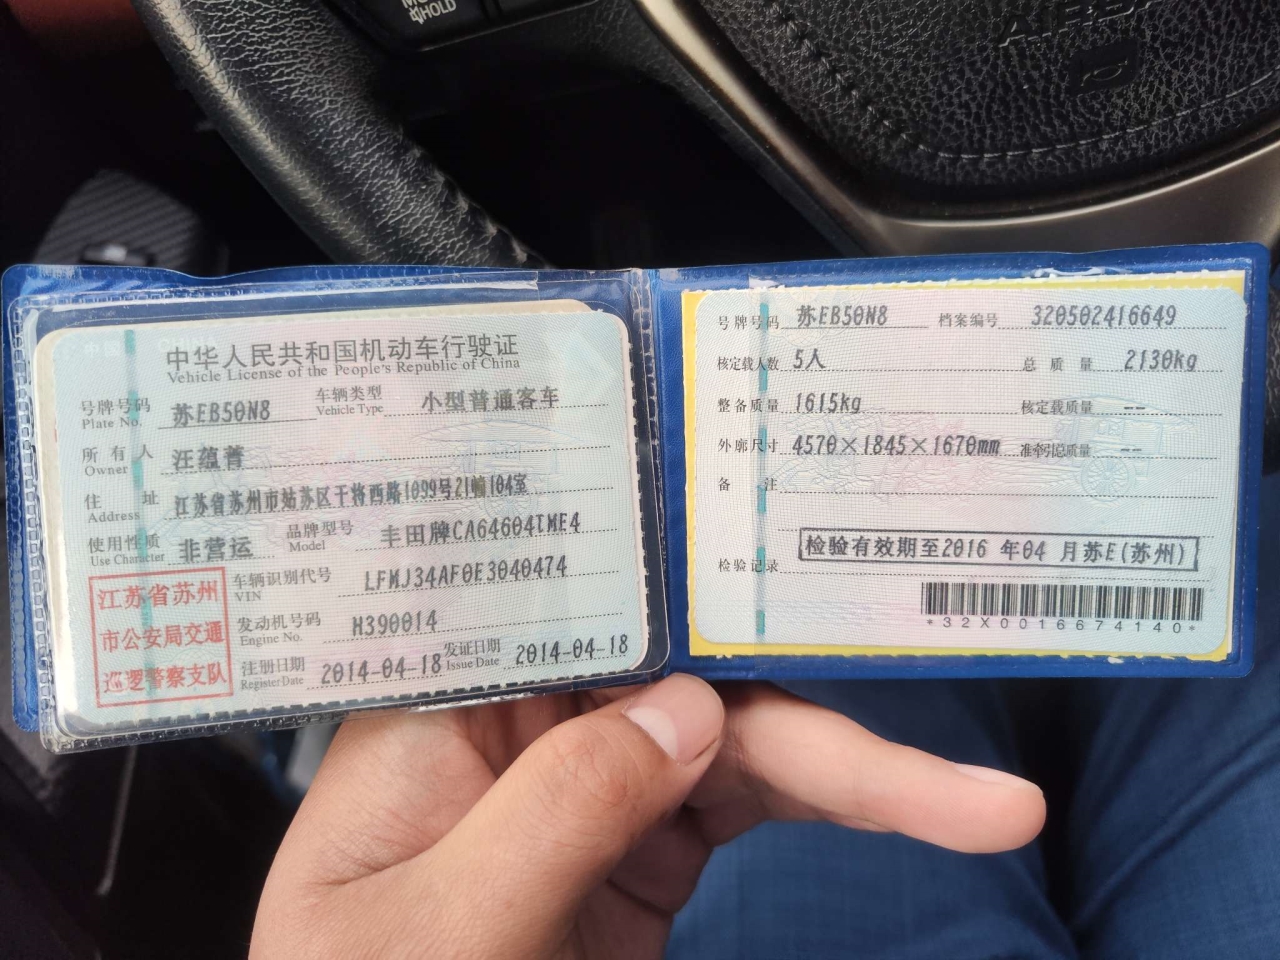 HOLD
AIRBAG
中华人民共和国机动车行驶证
Vehicle License of the People's Republic of China
号牌号码 苏EB50N8 车辆类型 小型普通客车
Plate No. Vehicle Type
所有人 汪蕴菁
Owner
住址 江苏省苏州市姑苏区干将西路1099号21幢104室
Address
使用性质 非营运 品牌型号 丰田牌CA64604TME4
Use Character Model
江苏省苏州
市公安局交通
巡逻警察支队
车辆识别代号 LFMJ34AF0E3040474
VIN
发动机号码 H390014
Engine No.
注册日期 2014-04-18 发证日期 2014-04-18
Register Date Issue Date
号牌号码 苏EB50N8 档案编号 320502416649
核定载人数 5人 总质量 2130kg
整备质量 1615kg 核定载质量 --
外廓尺寸 4570×1845×1670mm 准牵引总质量 --
备注
检验记录 检验有效期至2016 年04 月苏E(苏州)
*32X0016674140*